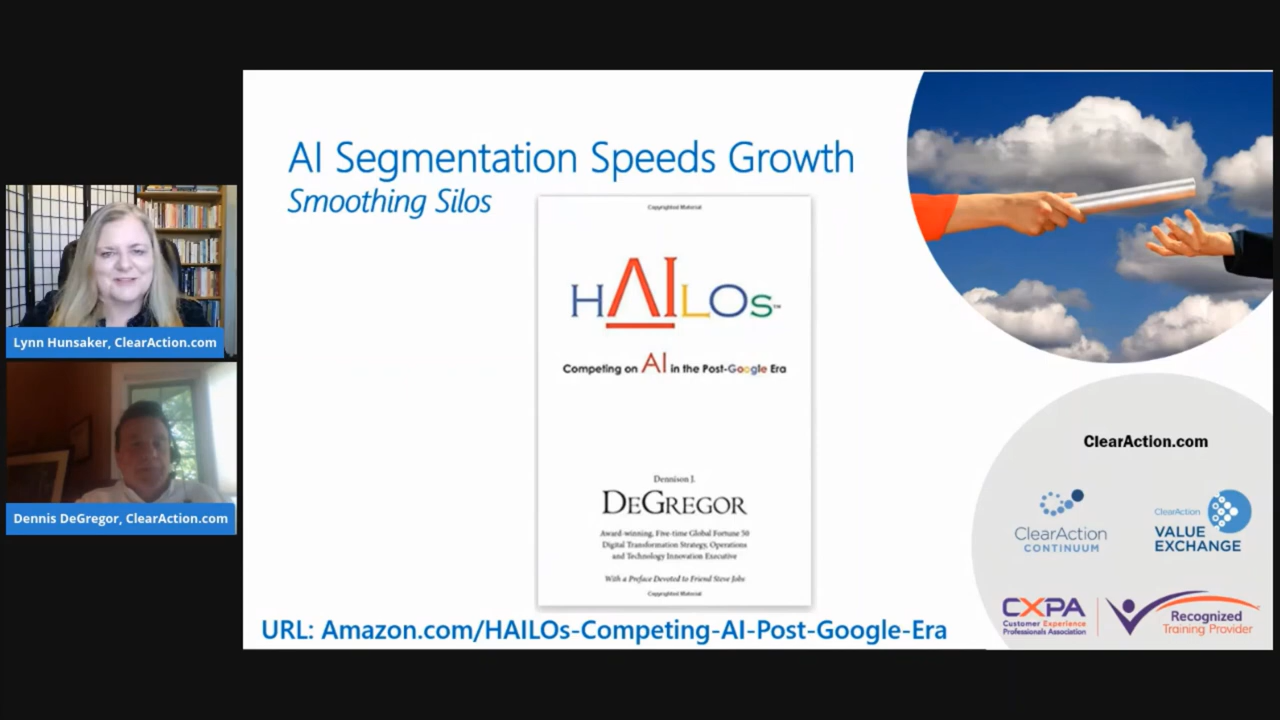 AI Segmentation Speeds Growth
Smoothing Silos
Copyrighted Material
HAILOs™
Competing on AI in the Post-Google Era
Dennison J.
DEGREGOR
Award-winning, Five-time Global Fortune 50
Digital Transformation Strategy, Operations
and Technology Innovation Executive
With a Preface Devoted to Friend Steve Jobs
Copyrighted Material
URL: Amazon.com/HAILOs-Competing-AI-Post-Google-Era
Lynn Hunsaker, ClearAction.com
Dennis DeGregor, ClearAction.com
ClearAction.com
ClearAction
CONTINUUM
ClearAction
VALUE
EXCHANGE
CXPA
Customer Experience
Professionals Association
Recognized
Training Provider